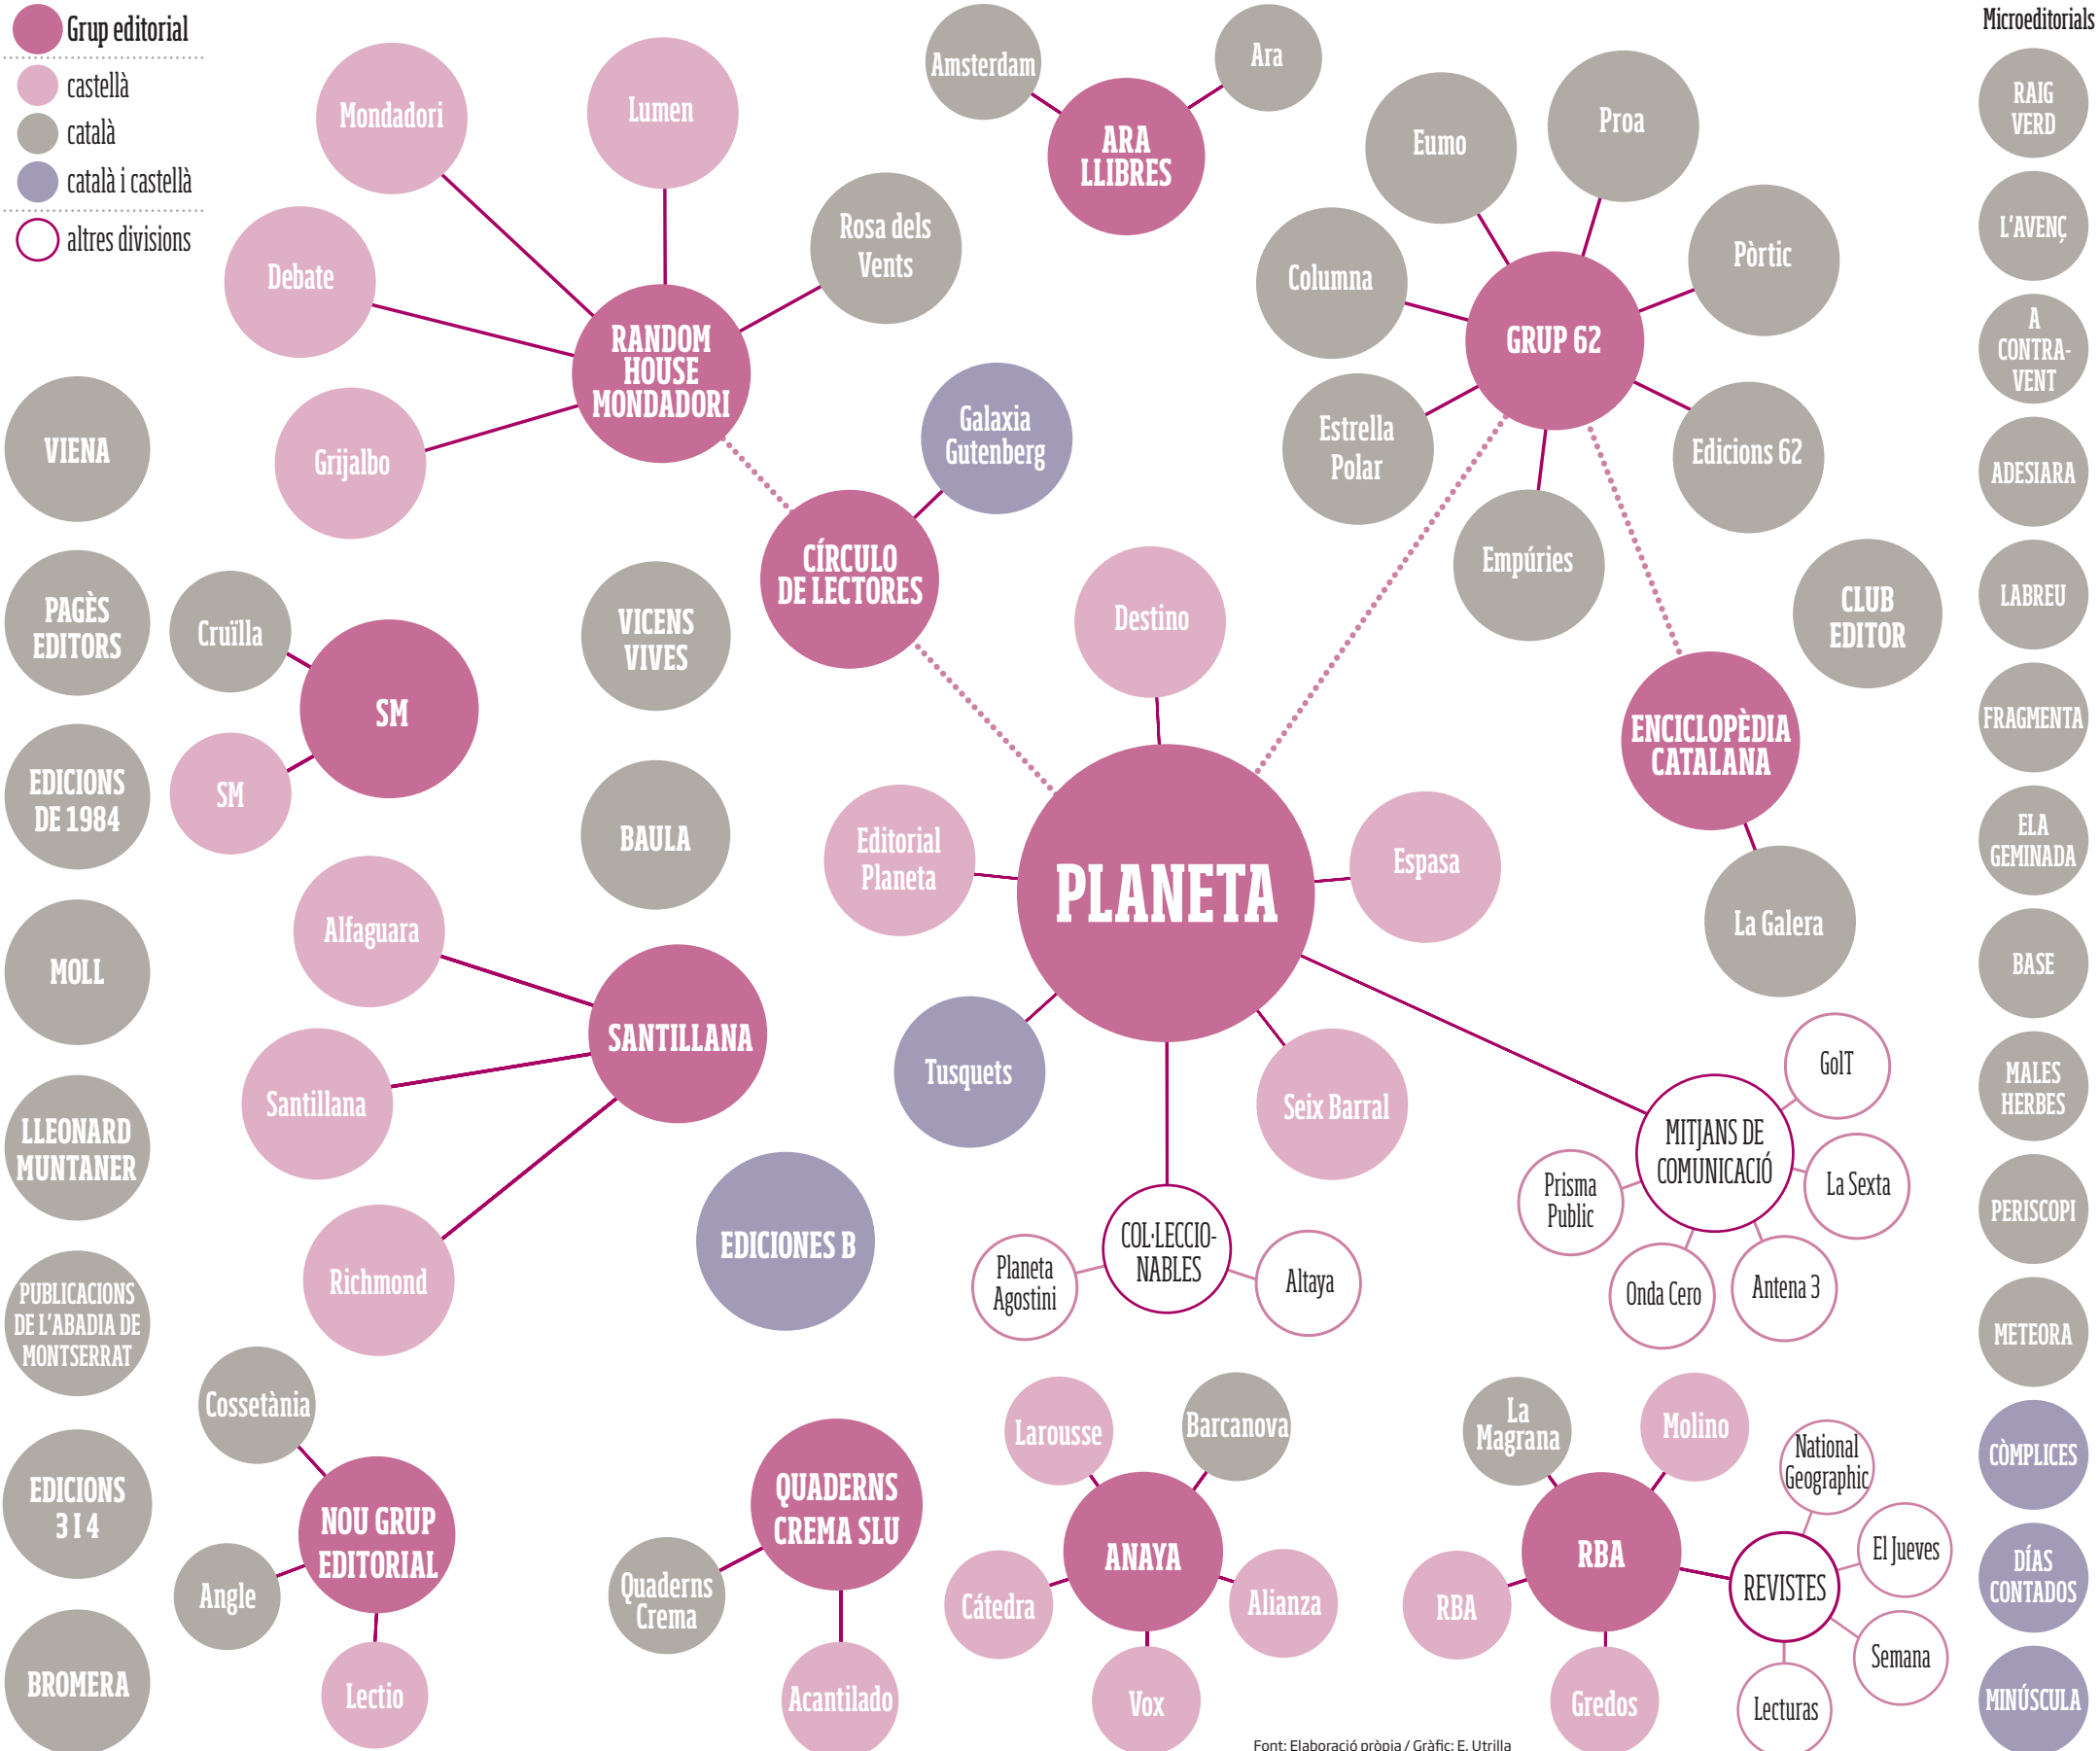 Grup editorial
castellà
català
català i castellà
altres divisions
Microeditorials
Mondadori
Lumen
Debate
Rosa dels
Vents
RANDOM
HOUSE
MONDADORI
Grijalbo
Galaxia
Gutenberg
CÍRCULO
DE LECTORES
Amsterdam
Ara
ARA
LLIBRES
Eumo
Proa
Columna
Pòrtic
GRUP 62
Estrella
Polar
Edicions 62
Empúries
CLUB
EDITOR
ENCICLOPÈDIA
CATALANA
La Galera
VIENA
PAGÈS
EDITORS
EDICIONS
DE 1984
MOLL
LLEONARD
MUNTANER
PUBLICACIONS
DE L'ABADIA DE
MONTSERRAT
EDICIONS
3 I 4
BROMERA
Cruïlla
SM
SM
VICENS
VIVES
BAULA
Alfaguara
SANTILLANA
Santillana
Richmond
EDICIONES B
Destino
Editorial
Planeta
PLANETA
Espasa
Tusquets
Seix Barral
COL·LECCIO-
NABLES
Planeta
Agostini
Altaya
MITJANS DE
COMUNICACIÓ
GolT
La Sexta
Prisma
Public
Onda Cero
Antena 3
Cossetània
NOU GRUP
EDITORIAL
Angle
Lectio
QUADERNS
CREMA SLU
Quaderns
Crema
Acantilado
Larousse
Barcanova
ANAYA
Cátedra
Alianza
Vox
La
Magrana
Molino
RBA
RBA
Gredos
REVISTES
National
Geographic
El Jueves
Semana
Lecturas
RAIG
VERD
L'AVENÇ
A
CONTRA-
VENT
ADESIARA
LABREU
FRAGMENTA
ELA
GEMINADA
BASE
MALES
HERBES
PERISCOPI
METEORA
CÒMPLICES
DÍAS
CONTADOS
MINÚSCULA
Font: Elaboració pròpia / Gràfic: E. Utrilla